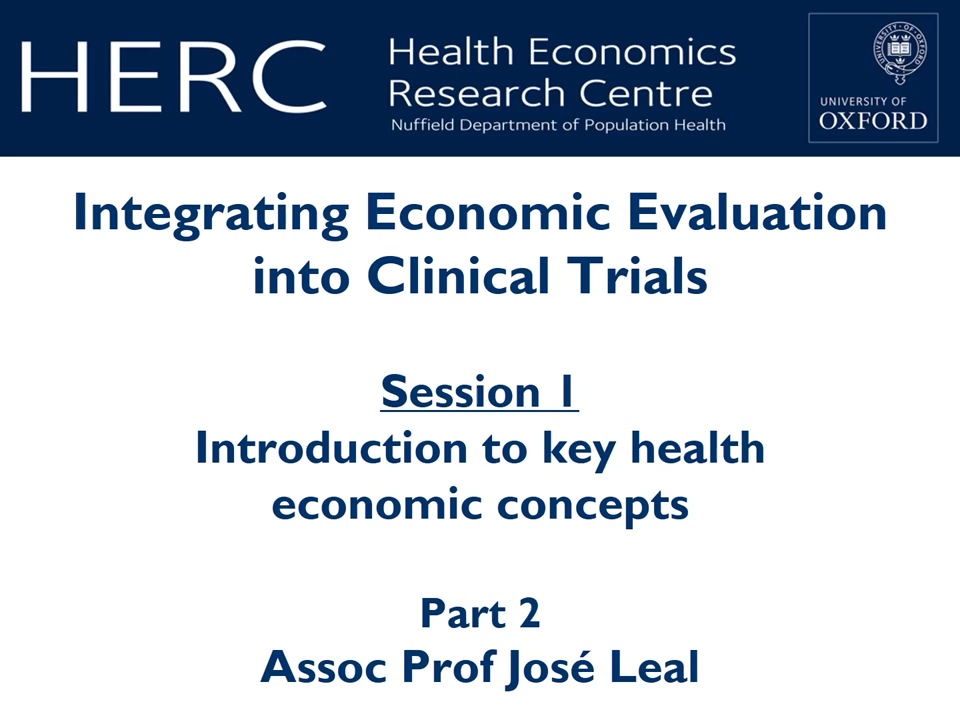 HERC
Health Economics
Research Centre
Nuffield Department of Population Health
UNIVERSITY OF
OXFORD
Integrating Economic Evaluation
into Clinical Trials
Session 1
Introduction to key health
economic concepts
Part 2
Assoc Prof José Leal